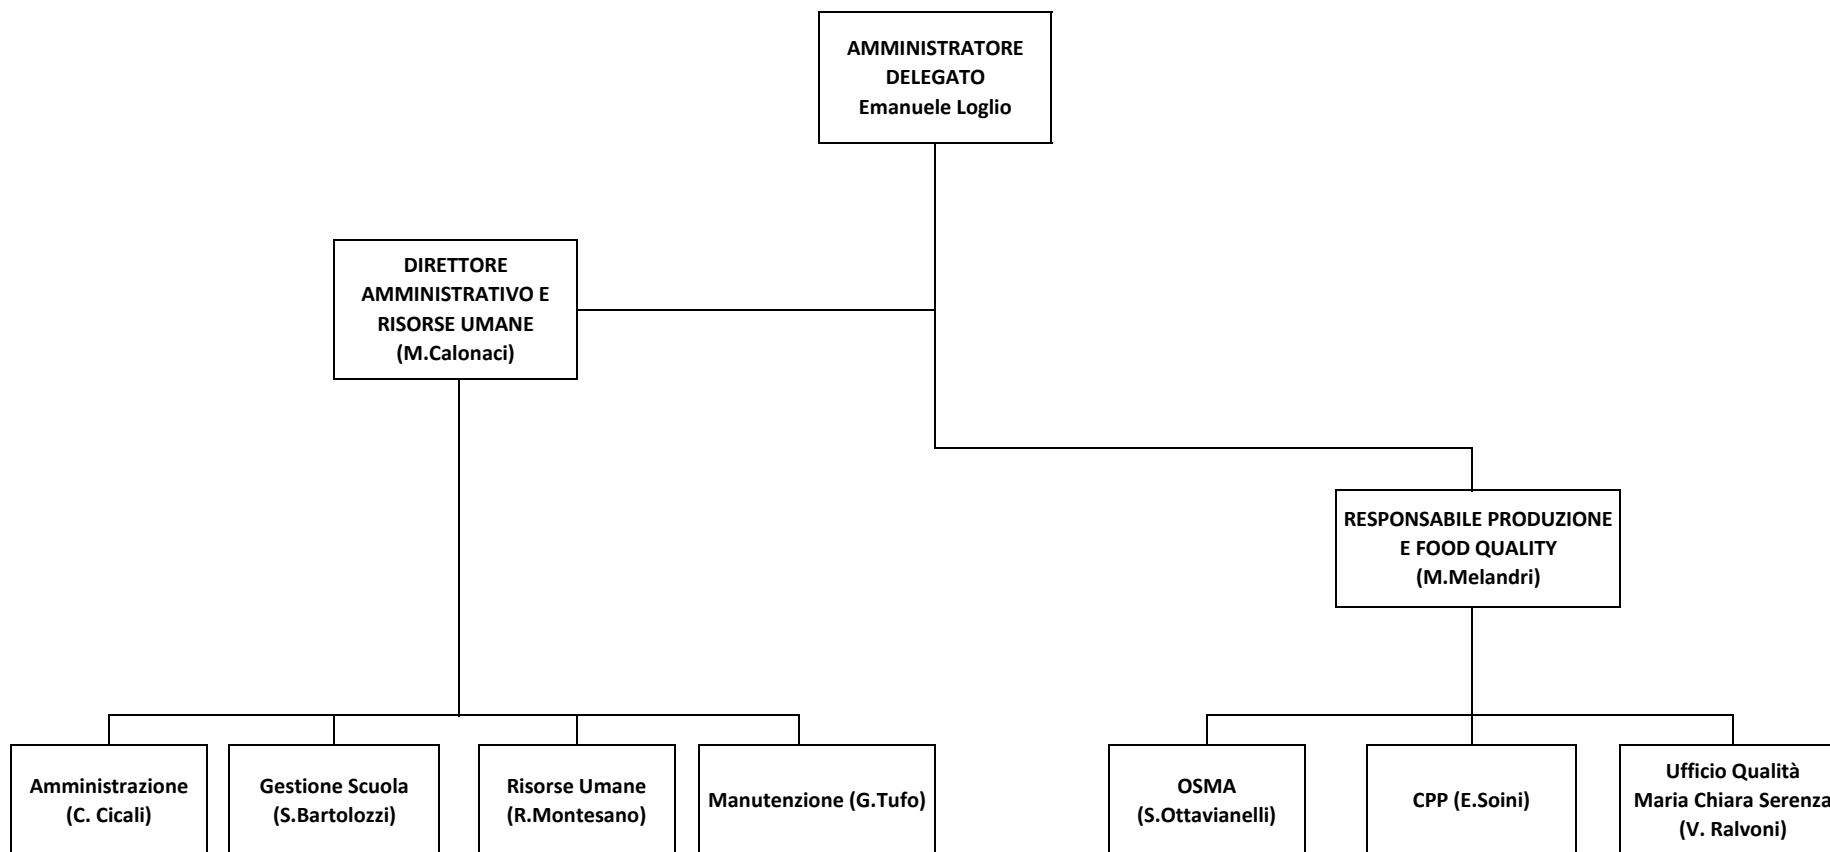 AMMINISTRATORE
DELEGATO
Emanuele Loglio
DIRETTORE
AMMINISTRATIVO E
RISORSE UMANE
(M.Calonaci)
RESPONSABILE PRODUZIONE
E FOOD QUALITY
(M.Melandri)
Amministrazione
(C. Cicali)
Gestione Scuola
(S.Bartolozzi)
Risorse Umane
(R.Montesano)
Manutenzione (G.Tufo)
OSMA
(S.Ottavianelli)
CPP (E.Soini)
Ufficio Qualità
Maria Chiara Serenza
(V. Ralvoni)